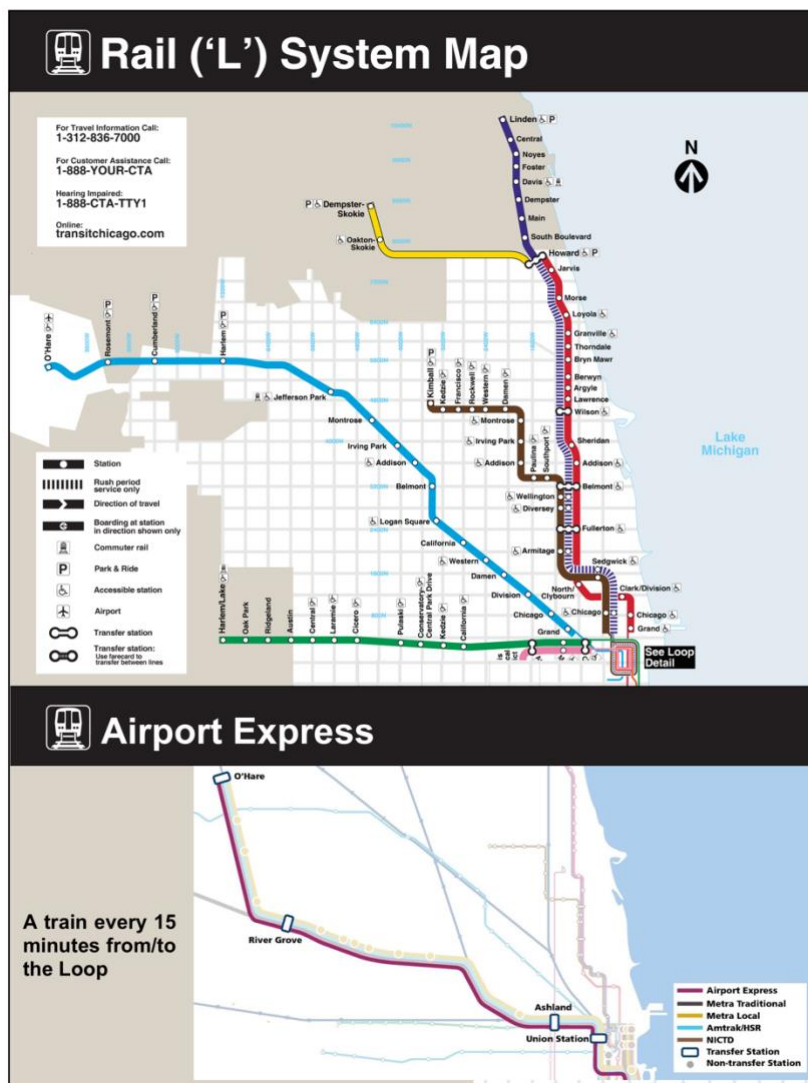 Rail ('L') System Map
For Travel Information Call:
1-312-836-7000
For Customer Assistance Call:
1-888-YOUR-CTA
Hearing Impaired:
1-888-CTA-TTY1
Online:
transitchicago.com
N
Linden
P
Central
Noyes
Foster
Davis
Dempster
Main
South Boulevard
Howard
P
P
Dempster-
Skokie
Oakton-
Skokie
Jarvis
Morse
Loyola
Granville
Thorndale
Bryn Mawr
Berwyn
Argyle
Lawrence
Wilson
Sheridan
Addison
Belmont
Wellington
Diversey
Fullerton
Armitage
Sedgwick
North/
Clybourn
Clark/Division
Chicago
Chicago
Grand
O'Hare
Rosemont
P
Cumberland
P
Harlem
P
Jefferson Park
Montrose
Irving Park
Addison
Belmont
Logan Square
California
Western
Damen
Division
Chicago
Grand
Kimball
P
Kedzie
Francisco
Rockwell
Western
Damen
Montrose
Irving Park
Addison
Paulina
Southport
Lake
Michigan
Harlem/Lake
Oak Park
Ridgeland
Austin
Central
Laramie
Cicero
Pulaski
Conservatory-
Central Park Drive
Kedzie
California
See Loop
Detail
Station
Rush period
service only
Direction of travel
Boarding at station
in direction shown only
Commuter rail
P
Park & Ride
Accessible station
Airport
Transfer station
Transfer station:
Use farecard to
transfer between lines
Airport Express
A train every 15
minutes from/to
the Loop
O'Hare
River Grove
Ashland
Union Station
Airport Express
Metra Traditional
Metra Local
Amtrak/HSR
NICTD
Transfer Station
Non-transfer Station